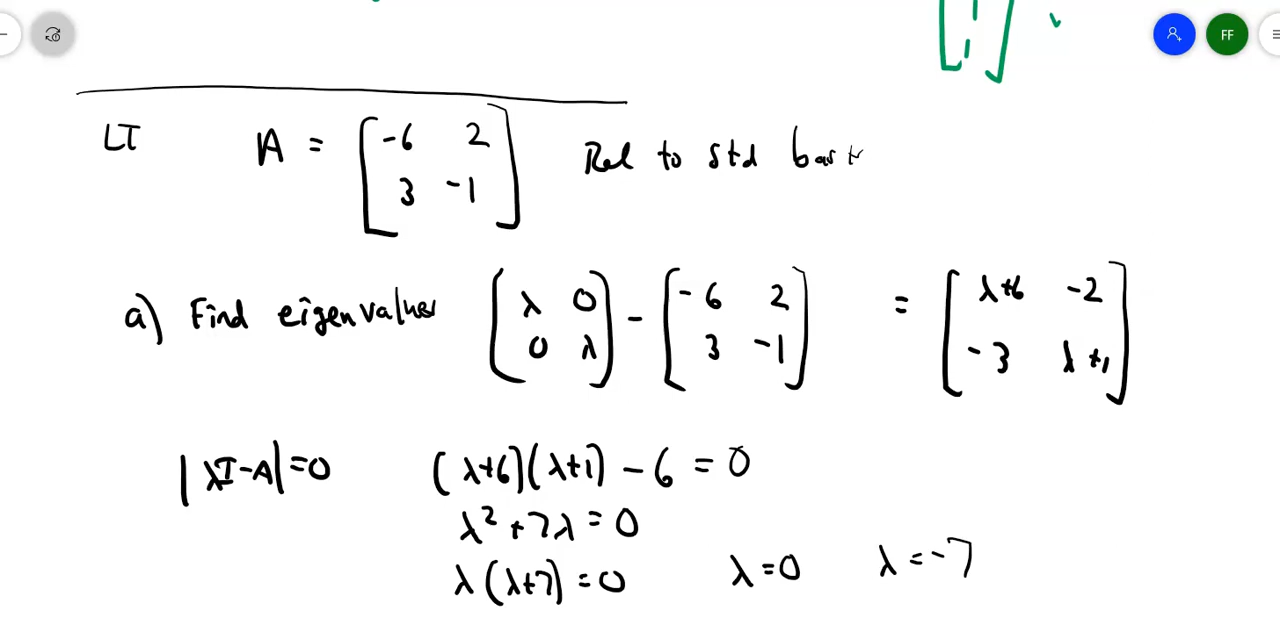 FF
LT A = [-6 2; 3 -1] Rel to std
a) Find eigenvalues [λ 0; 0 λ] - [-6 2; 3 -1] = [λ+6 -2; -3 λ+1]
|λI-A|=0 (λ+6)(λ+1) - 6 = 0
λ² + 7λ = 0
λ(λ+7) = 0 λ=0 λ=-7